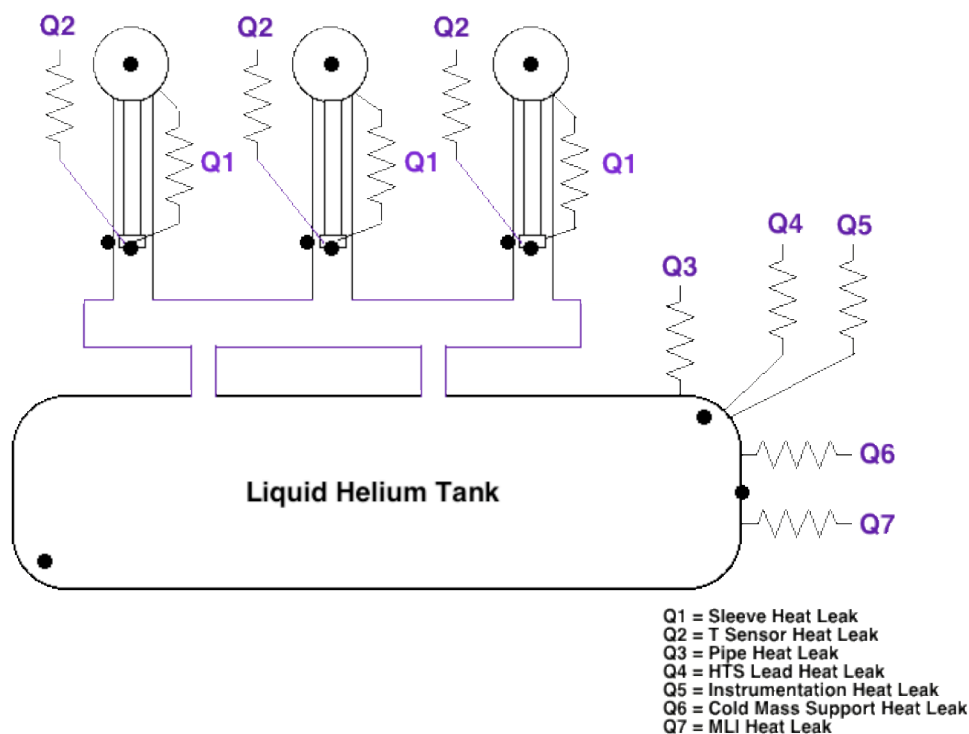 Q2 Q2 Q2
Q1 Q1 Q1
Q4 Q5
Q3
Q6
Liquid Helium Tank
Q7
Q1 = Sleeve Heat Leak
Q2 = T Sensor Heat Leak
Q3 = Pipe Heat Leak
Q4 = HTS Lead Heat Leak
Q5 = Instrumentation Heat Leak
Q6 = Cold Mass Support Heat Leak
Q7 = MLI Heat Leak